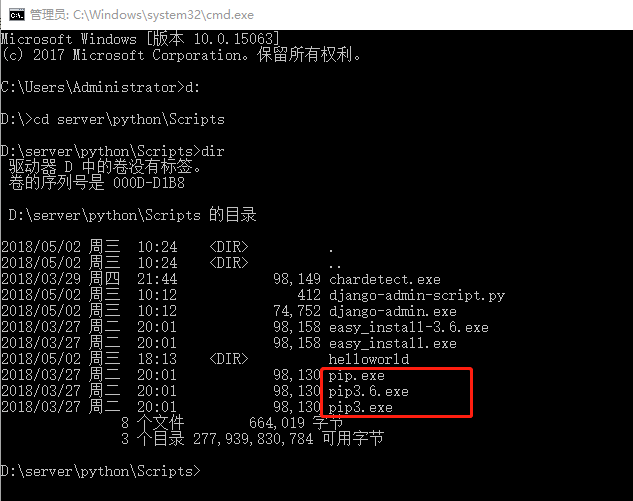 管理员: C:\Windows\system32\cmd.exe
Microsoft Windows [版本 10.0.15063]
(c) 2017 Microsoft Corporation。保留所有权利。
C:\Users\Administrator>d:
D:\>cd server\python\Scripts
D:\server\python\Scripts>dir
驱动器 D 中的卷没有标签。
卷的序列号是 000D-D1B8
D:\server\python\Scripts 的目录
2018/05/02 周三  10:24    <DIR>          .
2018/05/02 周三  10:24    <DIR>          ..
2018/03/29 周四  21:44            98,149 chardetect.exe
2018/05/02 周三  10:12               412 django-admin-script.py
2018/05/02 周三  10:12            74,752 django-admin.exe
2018/03/27 周二  20:01            98,158 easy_install-3.6.exe
2018/03/27 周二  20:01            98,158 easy_install.exe
2018/05/02 周三  18:13    <DIR>          helloworld
2018/03/27 周二  20:01            98,130 pip.exe
2018/03/27 周二  20:01            98,130 pip3.6.exe
2018/03/27 周二  20:01            98,130 pip3.exe
8 个文件        664,019 字节
3 个目录 277,939,830,784 可用字节
D:\server\python\Scripts>